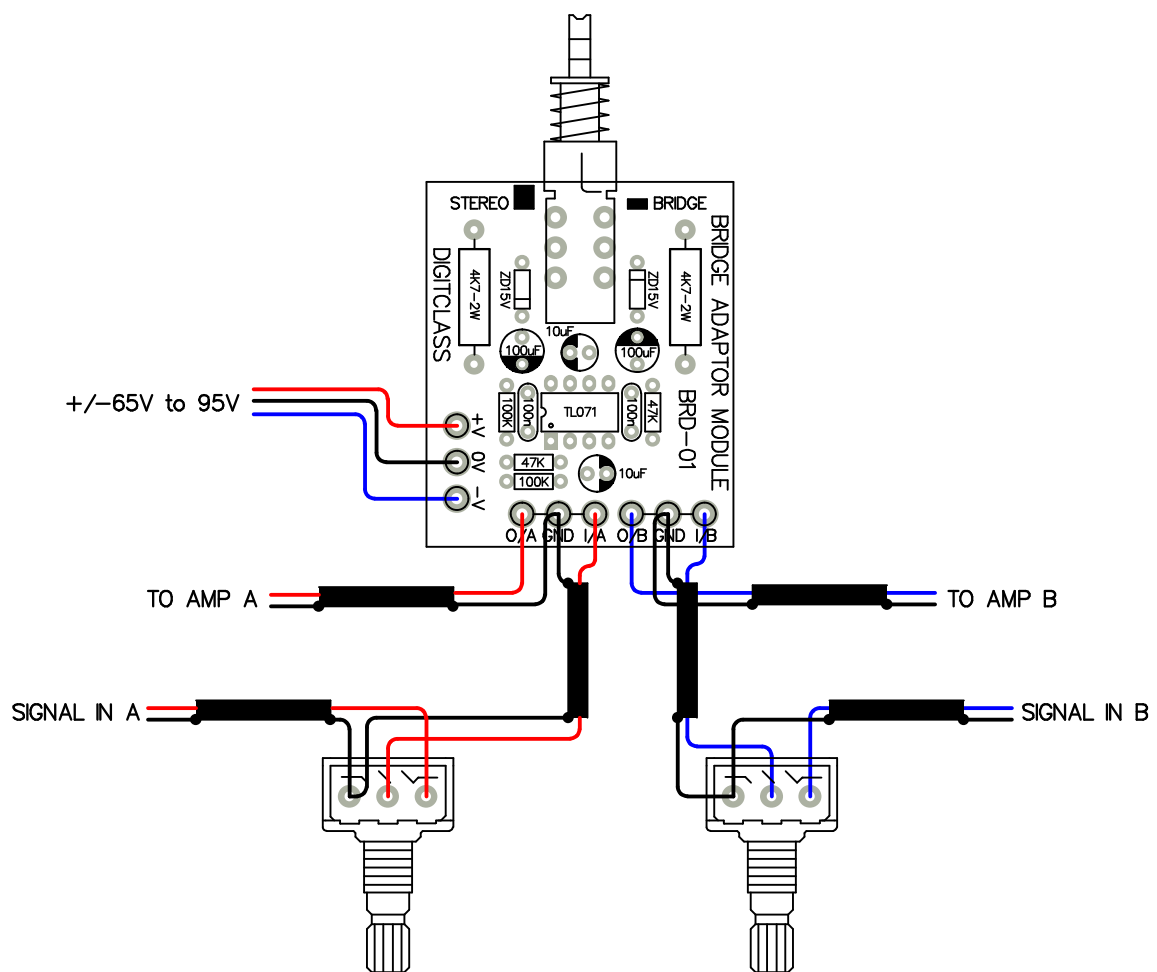 STEREO
BRIDGE
DIGITCLASS
4K7-2W
ZD15V
ZD15V
4K7-2W
BRIDGE ADAPTOR MODULE
BRD-01
10uF
100uF
100uF
+/-65V to 95V
100K
100n
TL071
100n
47K
+V
0V
-V
47K
100K
10uF
O/A GND I/A O/B GND I/B
TO AMP A
TO AMP B
SIGNAL IN A
SIGNAL IN B